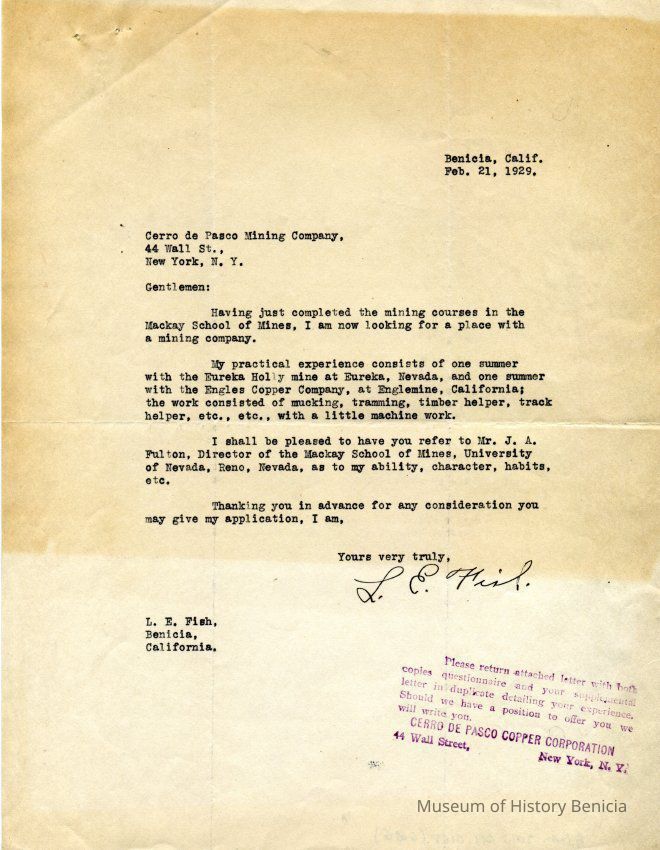 Benicia, Calif.
Feb. 21, 1929.
Cerro de Pasco Mining Company,
44 Wall St.,
New York, N. Y.
Gentlemen:
Having just completed the mining courses in the
Mackay School of Mines, I am now looking for a place with
a mining company.
My practical experience consists of one summer
with the Eureka Holly mine at Eureka, Nevada, and one summer
with the Engles Copper Company, at Englemine, California;
the work consisted of mucking, tramming, timber helper, track
helper, etc., etc., with a little machine work.
I shall be pleased to have you refer to Mr. J. A.
Fulton, Director of the Mackay School of Mines, University
of Nevada, Reno, Nevada, as to my ability, character, habits,
etc.
Thanking you in advance for any consideration you
may give my application, I am,
Yours very truly,
L. E. Fish.
L. E. Fish,
Benicia,
California.
Please return attached letter with both
copies questionnaire and your supplemental
letter in duplicate detailing your experience.
Should we have a position to offer you we
will write you.
CERRO DE PASCO COPPER CORPORATION
44 Wall Street,
New York, N. Y.
Museum of History Benicia